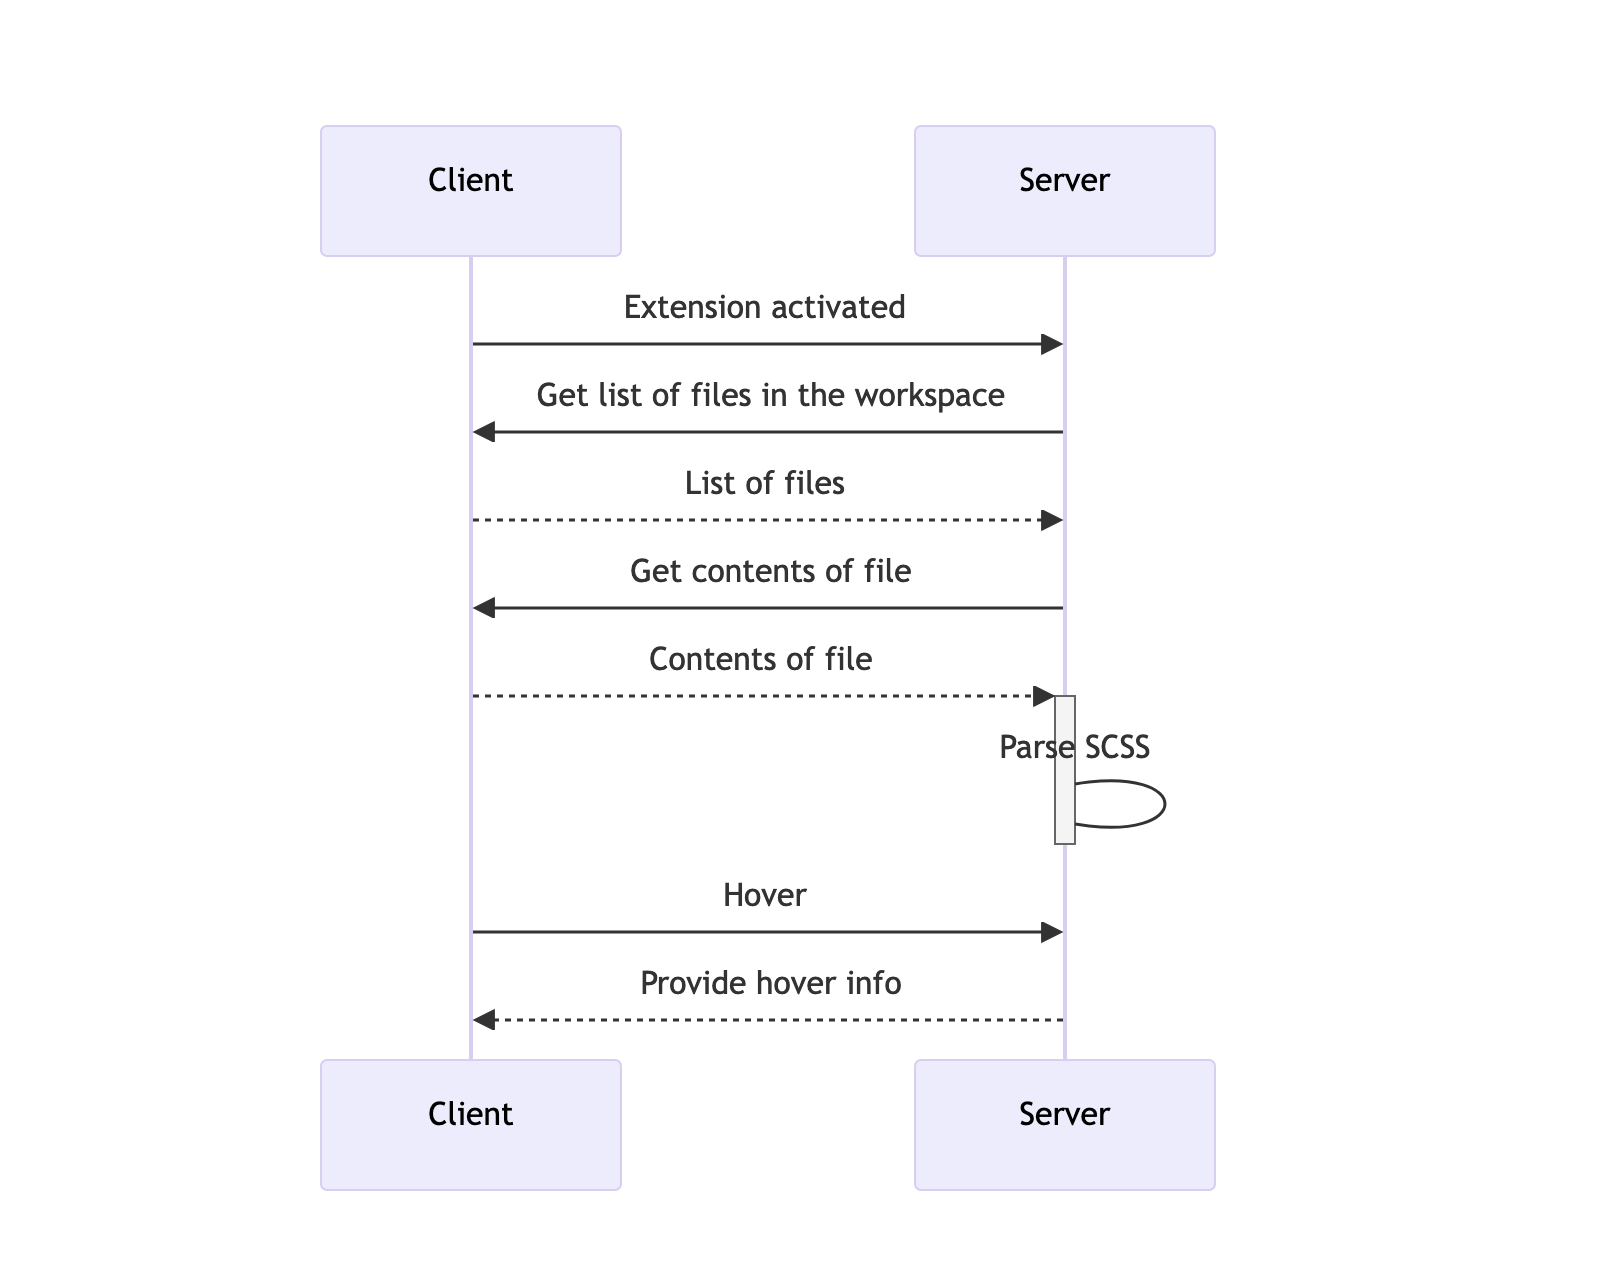 Client
Server
Extension activated
Get list of files in the workspace
List of files
Get contents of file
Contents of file
Parse SCSS
Hover
Provide hover info
Client
Server